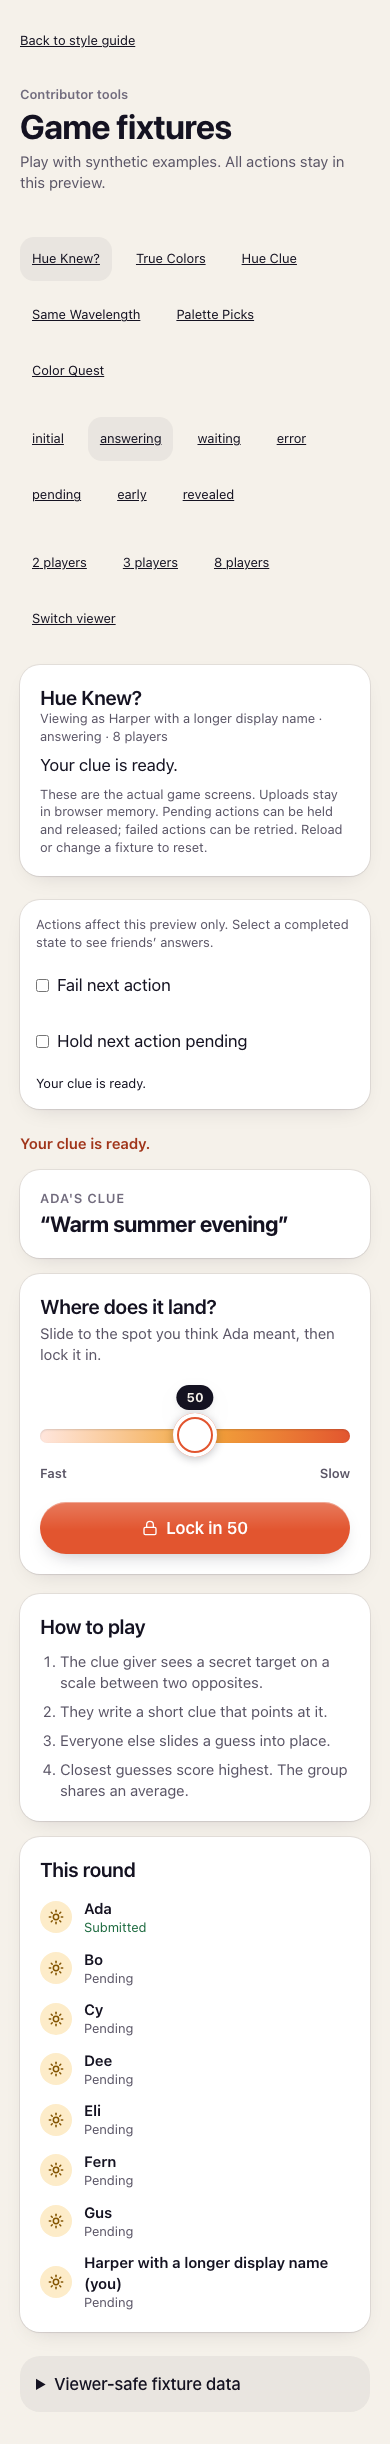 Back to style guide
Contributor tools
Game fixtures
Play with synthetic examples. All actions stay in
this preview.
Hue Knew? True Colors Hue Clue
Same Wavelength Palette Picks
Color Quest
initial answering waiting error
pending early revealed
2 players 3 players 8 players
Switch viewer
Hue Knew?
Viewing as Harper with a longer display name ·
answering · 8 players
Your clue is ready.
These are the actual game screens. Uploads stay
in browser memory. Pending actions can be held
and released; failed actions can be retried. Reload
or change a fixture to reset.
Actions affect this preview only. Select a completed
state to see friends’ answers.
Fail next action
Hold next action pending
Your clue is ready.
Your clue is ready.
ADA'S CLUE
“Warm summer evening”
Where does it land?
Slide to the spot you think Ada meant, then
lock it in.
50
Fast Slow
Lock in 50
How to play
1. The clue giver sees a secret target on a
scale between two opposites.
2. They write a short clue that points at it.
3. Everyone else slides a guess into place.
4. Closest guesses score highest. The group
shares an average.
This round
Ada
Submitted
Bo
Pending
Cy
Pending
Dee
Pending
Eli
Pending
Fern
Pending
Gus
Pending
Harper with a longer display name
(you)
Pending
Viewer-safe fixture data